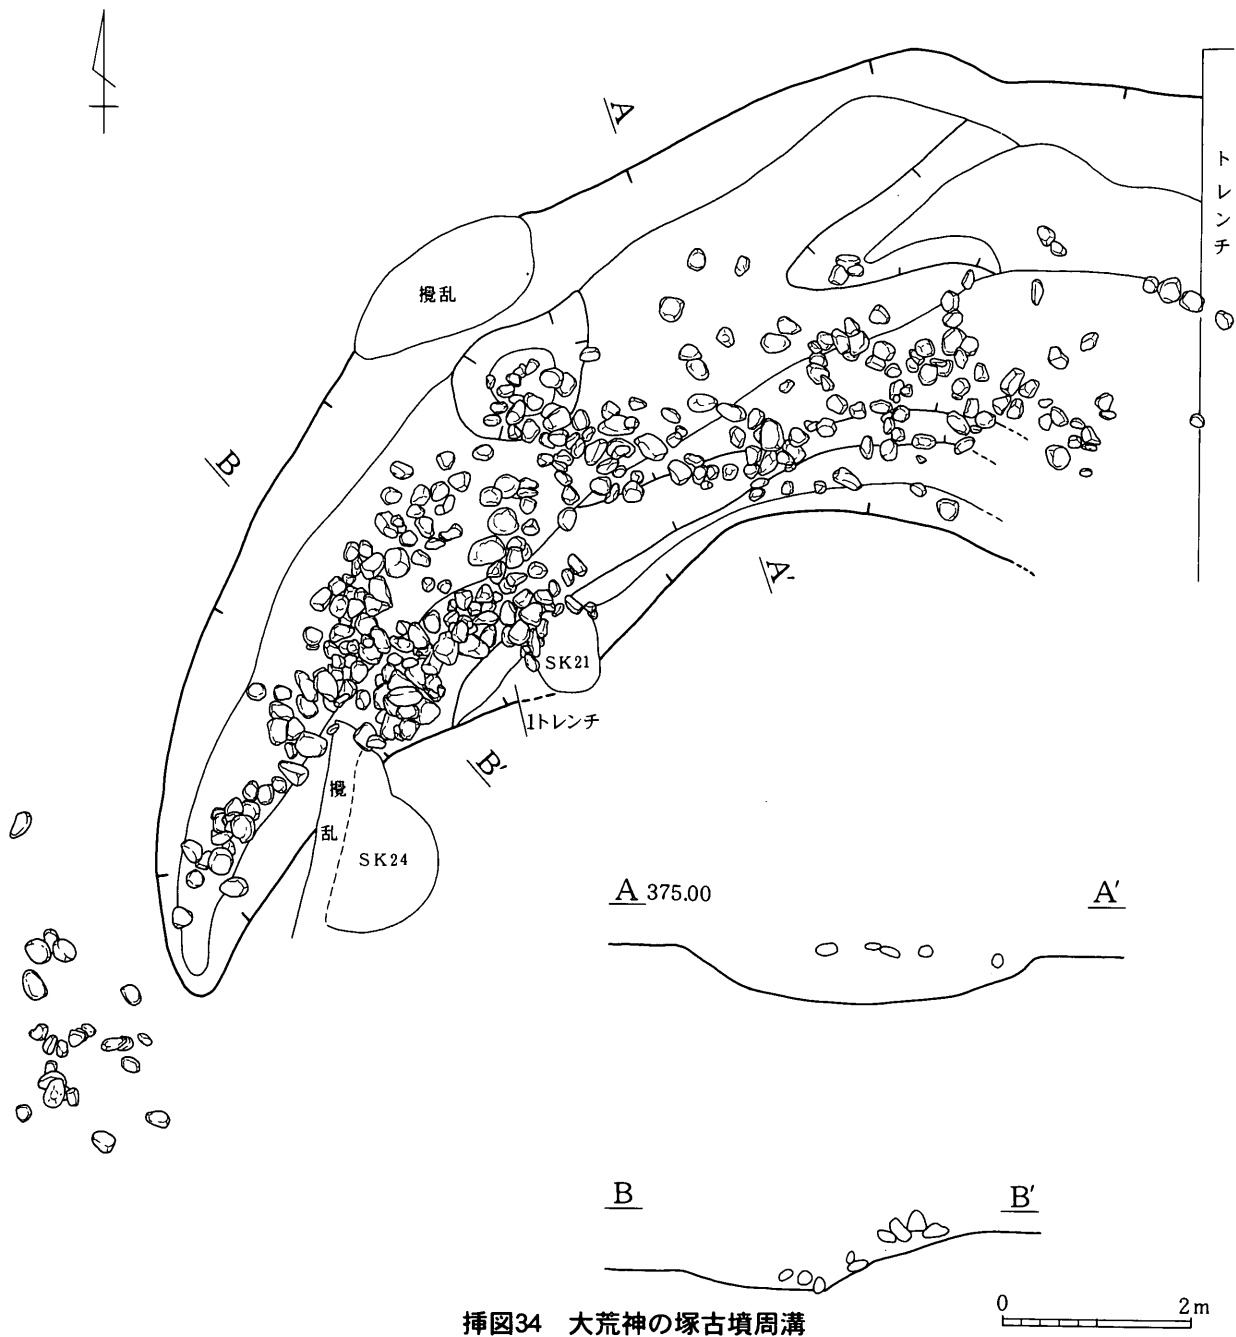 A
トレンチ
攪乱
B
A′
SK21
1トレンチ
B′
攪乱
SK24
A 375.00 A′
B B′
0 2m
挿図34 大荒神の塚古墳周溝